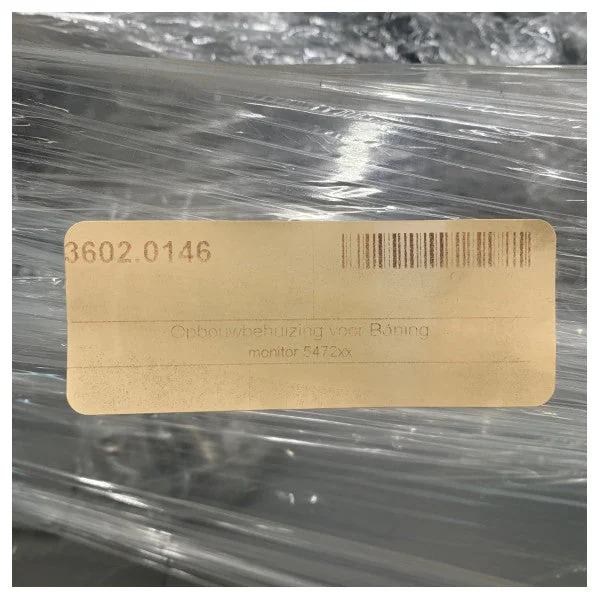 3602.0146
Opbouwbehuizing voor Böning
monitor 5472xx